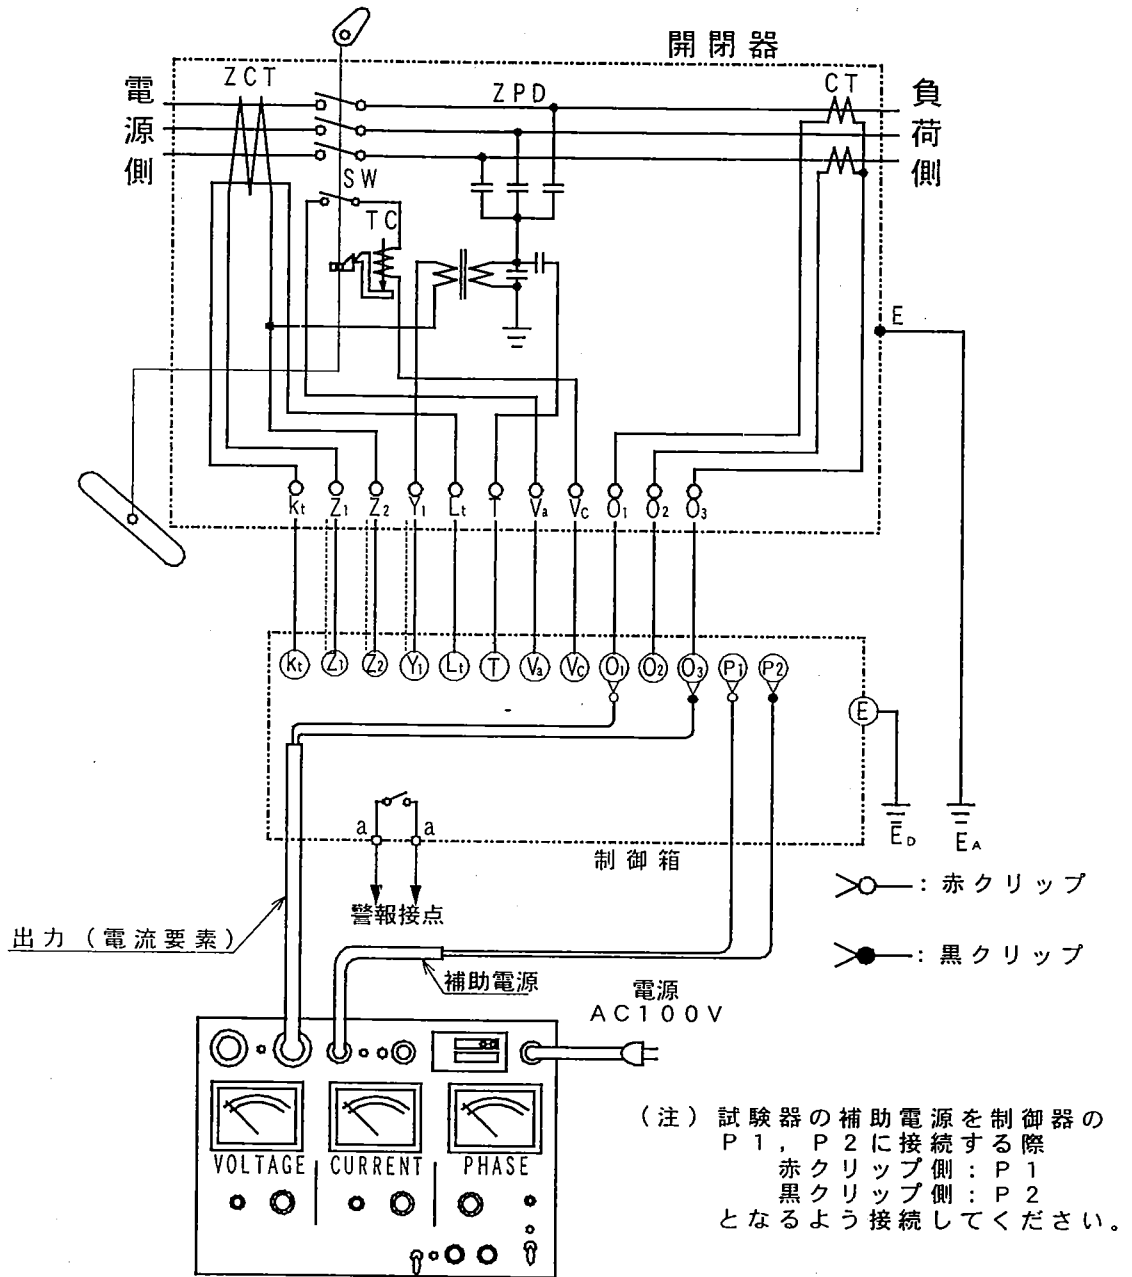 開閉器
ZCT
ZPD
CT
電源側
負荷側
SW
TC
E
kt Z1 Z2 Y1 Lt T Va Vc O1 O2 O3
kt Z1 Z2 Y1 Lt T Va Vc O1 O2 O3 P1 P2
E
ED
EA
a a
制御箱
警報接点
出力（電流要素）
補助電源
電源
AC100V
：赤クリップ
：黒クリップ
VOLTAGE CURRENT PHASE
（注）試験器の補助電源を制御器の
P1，P2に接続する際
赤クリップ側：P1
黒クリップ側：P2
となるよう接続してください。